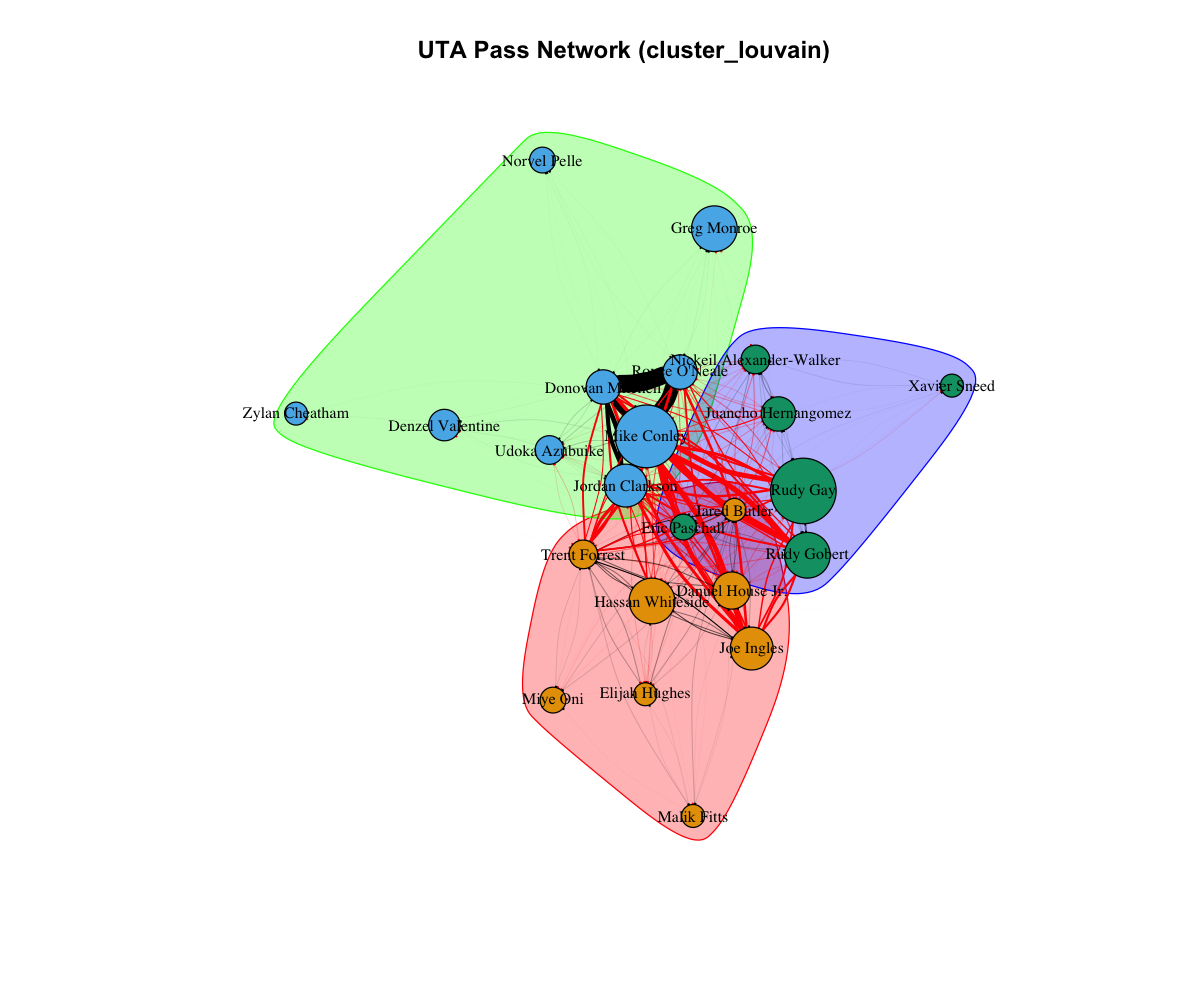 UTA Pass Network (cluster_louvain)
Norvel Pelle
Greg Monroe
Nickeil Alexander-Walker
Royce O'Neale
Donovan Mitchell
Xavier Sneed
Zylan Cheatham
Juancho Hernangomez
Denzel Valentine
Mike Conley
Udoka Azubuike
Jordan Clarkson
Rudy Gay
Jared Butler
Eric Paschall
Trent Forrest
Rudy Gobert
Danuel House Jr.
Hassan Whiteside
Joe Ingles
Elijah Hughes
Miye Oni
Malik Fitts